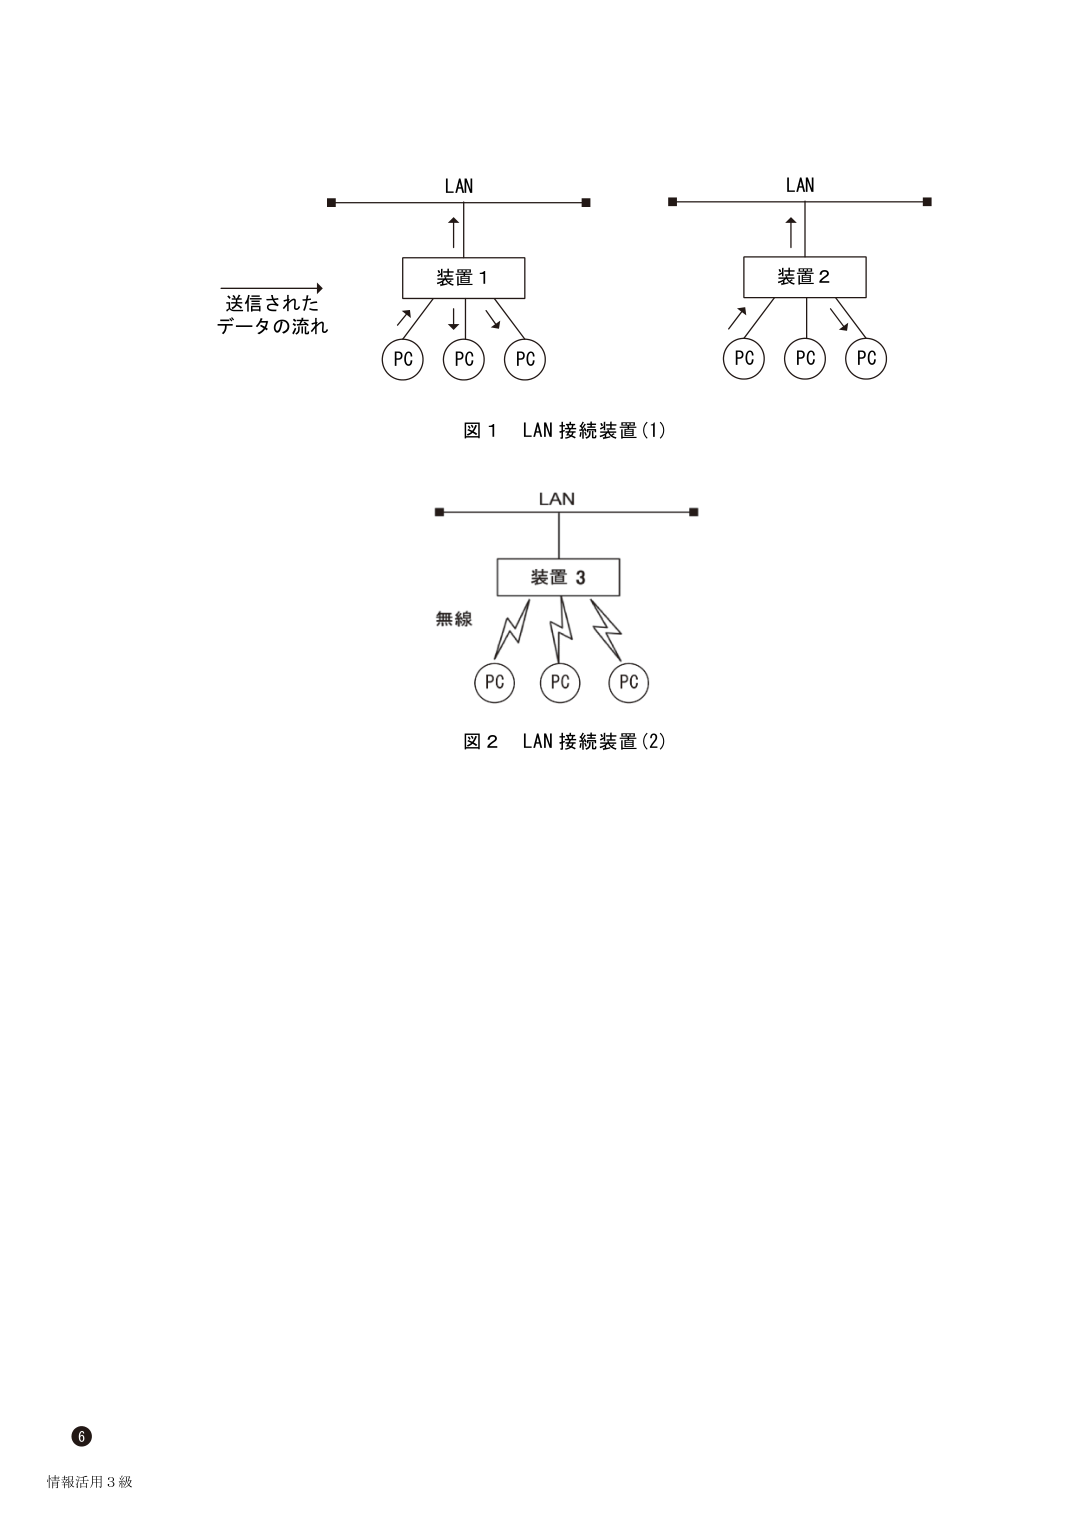 LAN
装置１
送信された
データの流れ
PC PC PC
LAN
装置２
PC PC PC
図１　LAN 接続装置(1)
LAN
装置 3
無線
PC PC PC
図２　LAN 接続装置(2)
6
情報活用３級